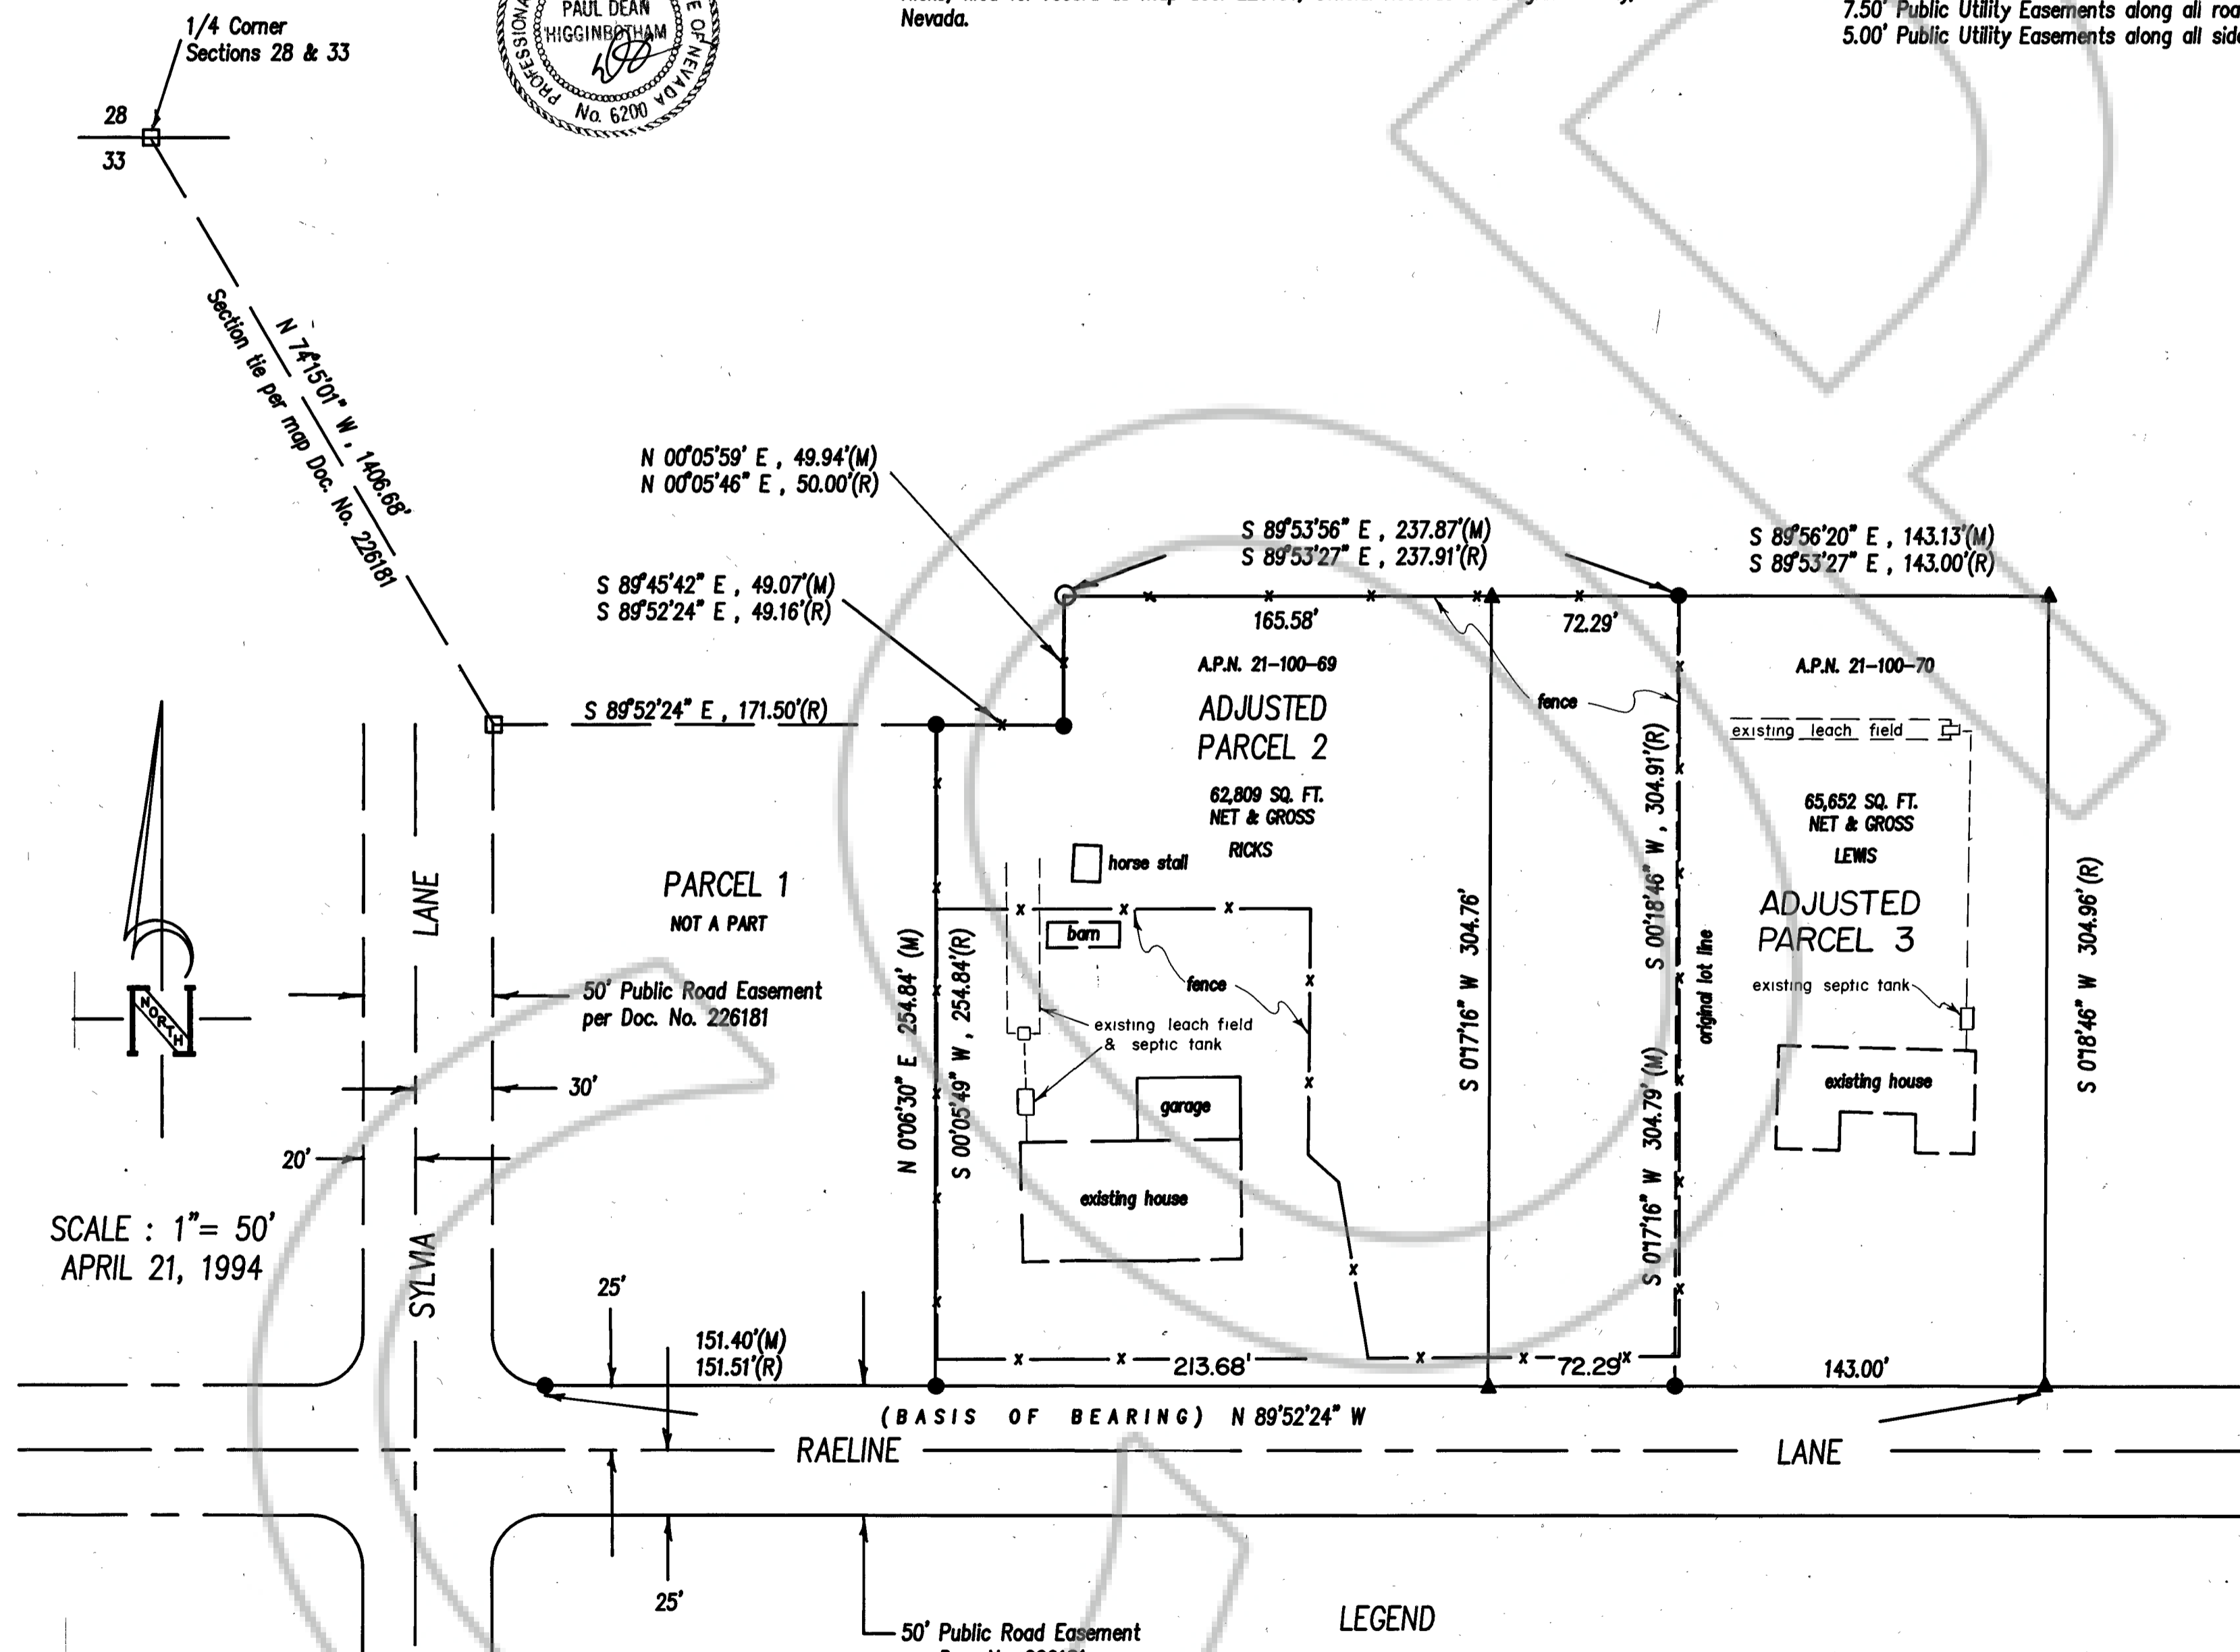 1/4 Corner
Sections 28 & 33
28
33
PROFESSIONAL
PAUL DEAN
HIGGINBOTHAM
E OF NEVADA
No. 6200
Nevada.
7.50' Public Utility Easements along all roa
5.00' Public Utility Easements along all side
N 74°15'01" W , 1406.68'
Section tie per map Doc. No. 226181
N 00°05'59' E , 49.94'(M)
N 00°05'46" E , 50.00'(R)
S 89°45'42" E , 49.07'(M)
S 89°52'24" E , 49.16'(R)
S 89°53'56" E , 237.87'(M)
S 89°53'27" E , 237.91'(R)
S 89°56'20" E , 143.13'(M)
S 89°53'27" E , 143.00'(R)
165.58'
72.29'
S 89°52'24" E , 171.50'(R)
A.P.N. 21-100-69
ADJUSTED
PARCEL 2
62,809 SQ. FT.
NET & GROSS
RICKS
fence
A.P.N. 21-100-70
existing leach field
65,652 SQ. FT.
NET & GROSS
LEWIS
ADJUSTED
PARCEL 3
existing septic tank
existing house
horse stall
barn
fence
existing leach field
& septic tank
garage
existing house
PARCEL 1
NOT A PART
50' Public Road Easement
per Doc. No. 226181
30'
20'
SYLVIA LANE
N 0°06'30" E 254.84' (M)
S 00°05'49" W , 254.84'(R)
S 0°17'16" W 304.76'
S 00°18'46" W , 304.91'(R)
S 0°17'16" W 304.79' (M)
original lot line
S 0°18'46" W 304.96' (R)
NORTH
SCALE : 1"= 50'
APRIL 21, 1994
25'
151.40'(M)
151.51'(R)
213.68'
72.29'
143.00'
(BASIS OF BEARING) N 89°52'24" W
RAELINE LANE
25'
50' Public Road Easement
LEGEND